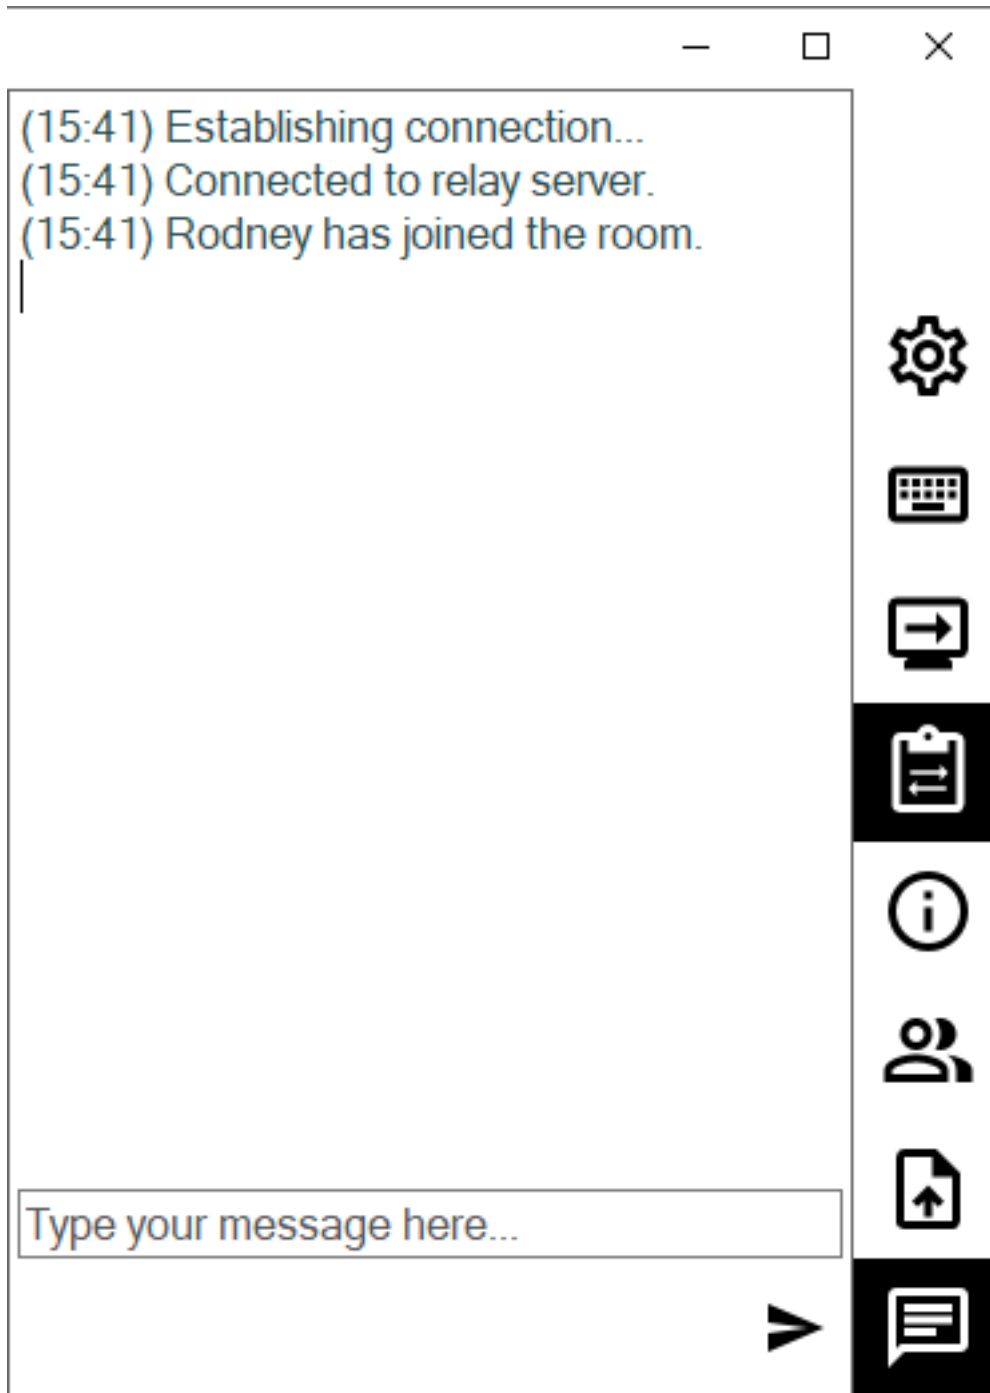 (15:41) Establishing connection...
(15:41) Connected to relay server.
(15:41) Rodney has joined the room.
Type your message here...